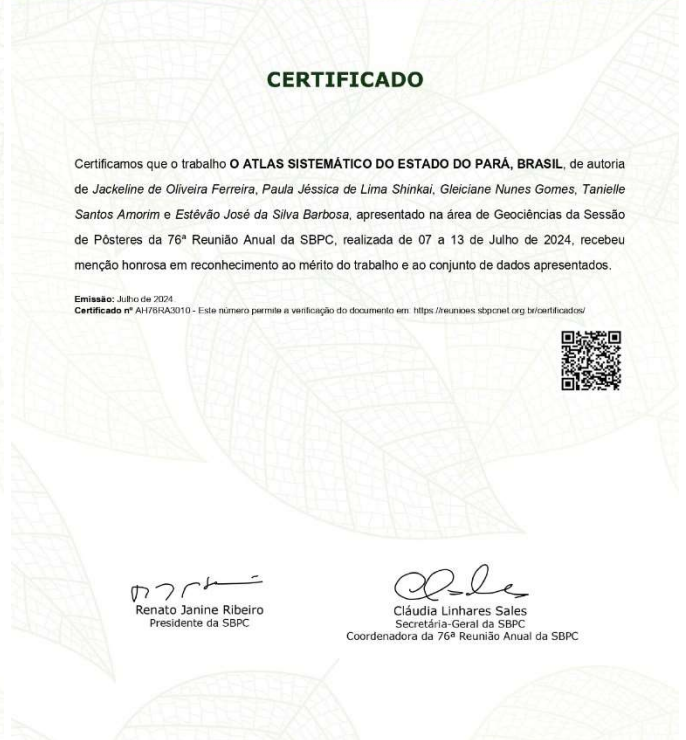 CERTIFICADO
Certificamos que o trabalho O ATLAS SISTEMÁTICO DO ESTADO DO PARÁ, BRASIL, de autoria
de Jackeline de Oliveira Ferreira, Paula Jéssica de Lima Shinkai, Gleiciane Nunes Gomes, Tanielle
Santos Amorim e Estêvão José da Silva Barbosa, apresentado na área de Geociências da Sessão
de Pôsteres da 76ª Reunião Anual da SBPC, realizada de 07 a 13 de Julho de 2024, recebeu
menção honrosa em reconhecimento ao mérito do trabalho e ao conjunto de dados apresentados.
Emissão: Julho de 2024
Certificado nº AH76RA3010 - Este número permite a verificação do documento em: https://reunioes.sbpcnet.org.br/certificados/
Renato Janine Ribeiro
Presidente da SBPC
Cláudia Linhares Sales
Secretária-Geral da SBPC
Coordenadora da 76ª Reunião Anual da SBPC